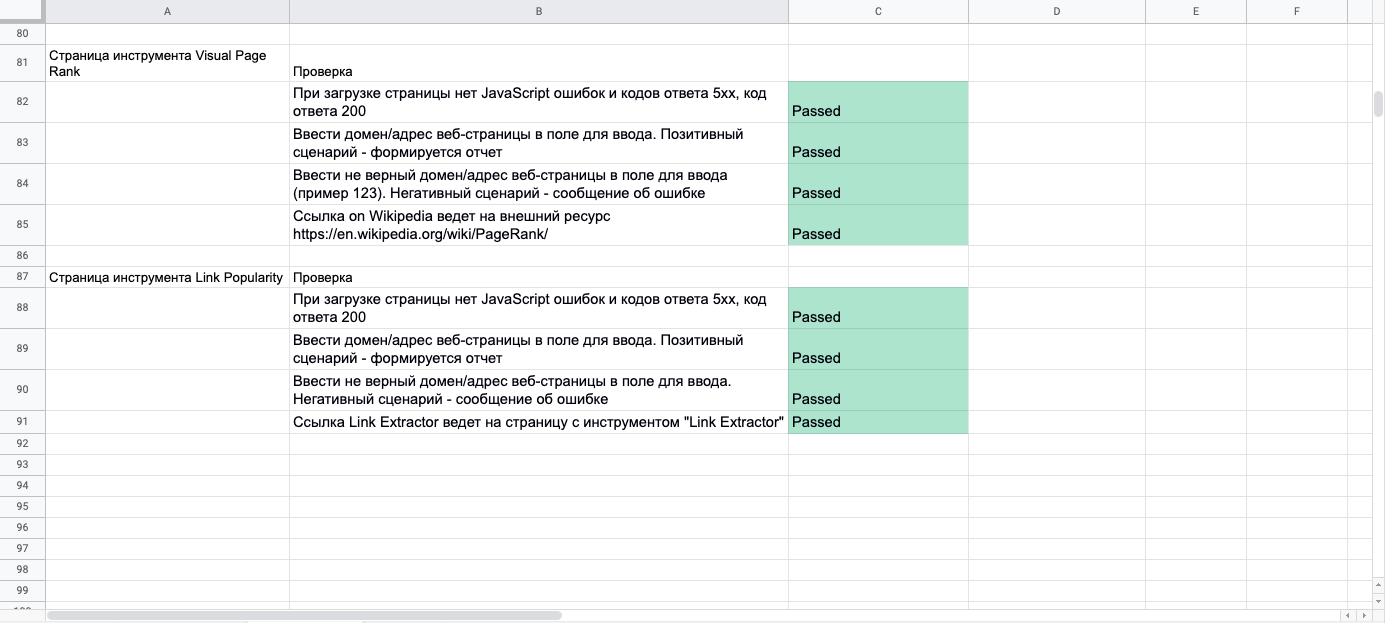 A B C D E F
80
81 Страница инструмента Visual Page
Rank Проверка
82 При загрузке страницы нет JavaScript ошибок и кодов ответа 5xx, код
ответа 200 Passed
83 Ввести домен/адрес веб-страницы в поле для ввода. Позитивный
сценарий - формируется отчет Passed
84 Ввести не верный домен/адрес веб-страницы в поле для ввода
(пример 123). Негативный сценарий - сообщение об ошибке Passed
85 Ссылка on Wikipedia ведет на внешний ресурс
https://en.wikipedia.org/wiki/PageRank/ Passed
86
87 Страница инструмента Link Popularity Проверка
88 При загрузке страницы нет JavaScript ошибок и кодов ответа 5xx, код
ответа 200 Passed
89 Ввести домен/адрес веб-страницы в поле для ввода. Позитивный
сценарий - формируется отчет Passed
90 Ввести не верный домен/адрес веб-страницы в поле для ввода.
Негативный сценарий - сообщение об ошибке Passed
91 Ссылка Link Extractor ведет на страницу с инструментом "Link Extractor" Passed
92
93
94
95
96
97
98
99